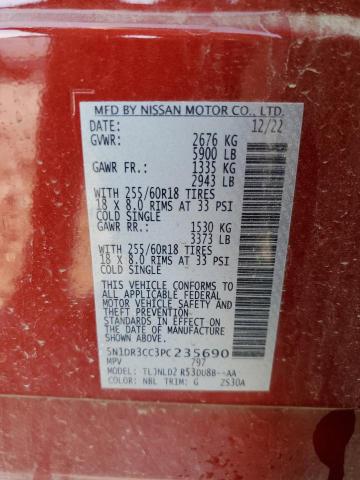 MFD BY NISSAN MOTOR CO., LTD.
DATE: 12/22
GVWR: 2676 KG
5900 LB
GAWR FR.: 1335 KG
2943 LB
WITH 255/60R18 TIRES
18 X 8.0 RIMS AT 33 PSI
COLD SINGLE
GAWR RR.: 1530 KG
3373 LB
WITH 255/60R18 TIRES
18 X 8.0 RIMS AT 33 PSI
COLD SINGLE
THIS VEHICLE CONFORMS TO
ALL APPLICABLE FEDERAL
MOTOR VEHICLE SAFETY AND
THEFT PREVENTION
STANDARDS IN EFFECT ON
THE DATE OF MANUFACTURE
SHOWN ABOVE.
5N1DR3CC3PC235690
MPV 797
MODEL: TLJNLD2 R53DU8B--AA
COLOR: NBL TRIM: G 2S30A